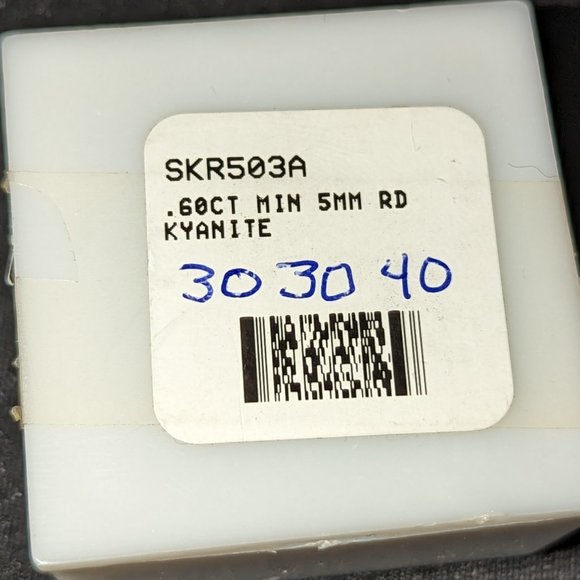 SKR503A
.60CT MIN 5MM RD
KYANITE
30 30 40